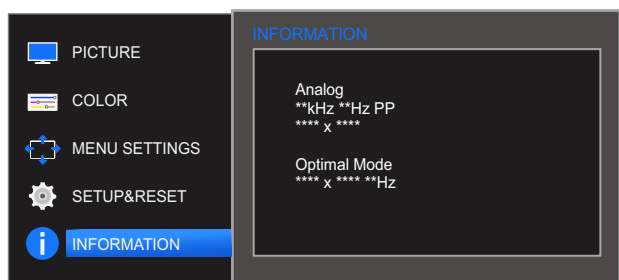 PICTURE
COLOR
MENU SETTINGS
SETUP&RESET
INFORMATION
INFORMATION
Analog
**kHz **Hz PP
**** x ****
Optimal Mode
**** x **** **Hz